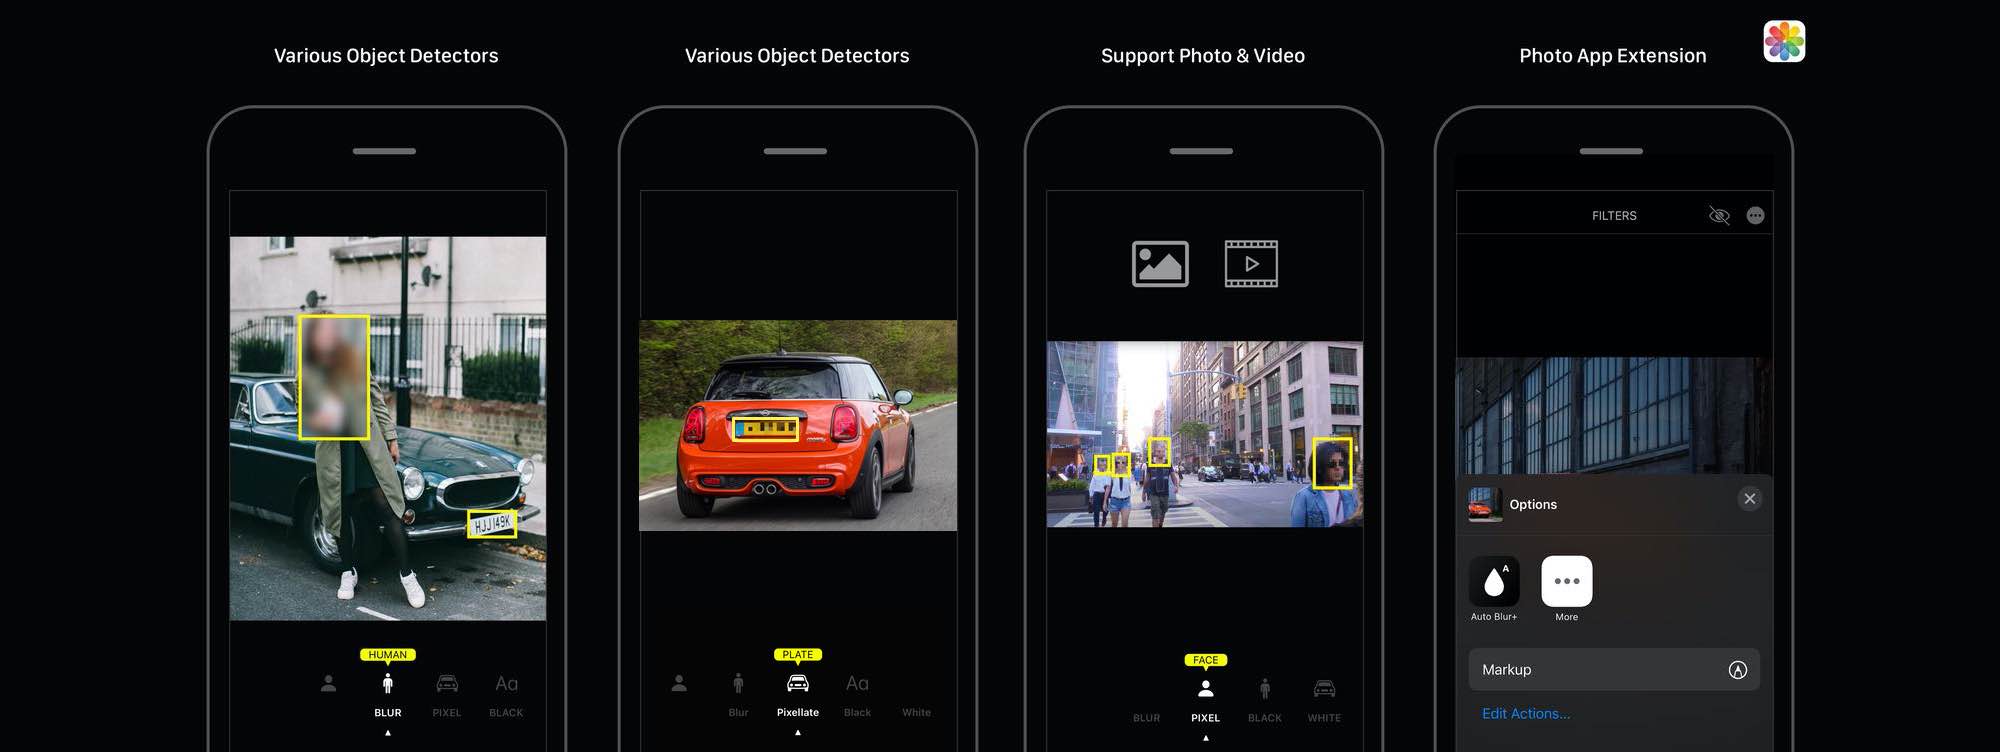 Various Object Detectors
HUMAN
Aa
BLUR PIXEL BLACK
HJJ149K
Various Object Detectors
PLATE
Aa
Blur Pixellate Black White
Support Photo & Video
FACE
BLUR PIXEL BLACK WHITE
Photo App Extension
FILTERS
Options
A
Auto Blur+ More
Markup
Edit Actions...